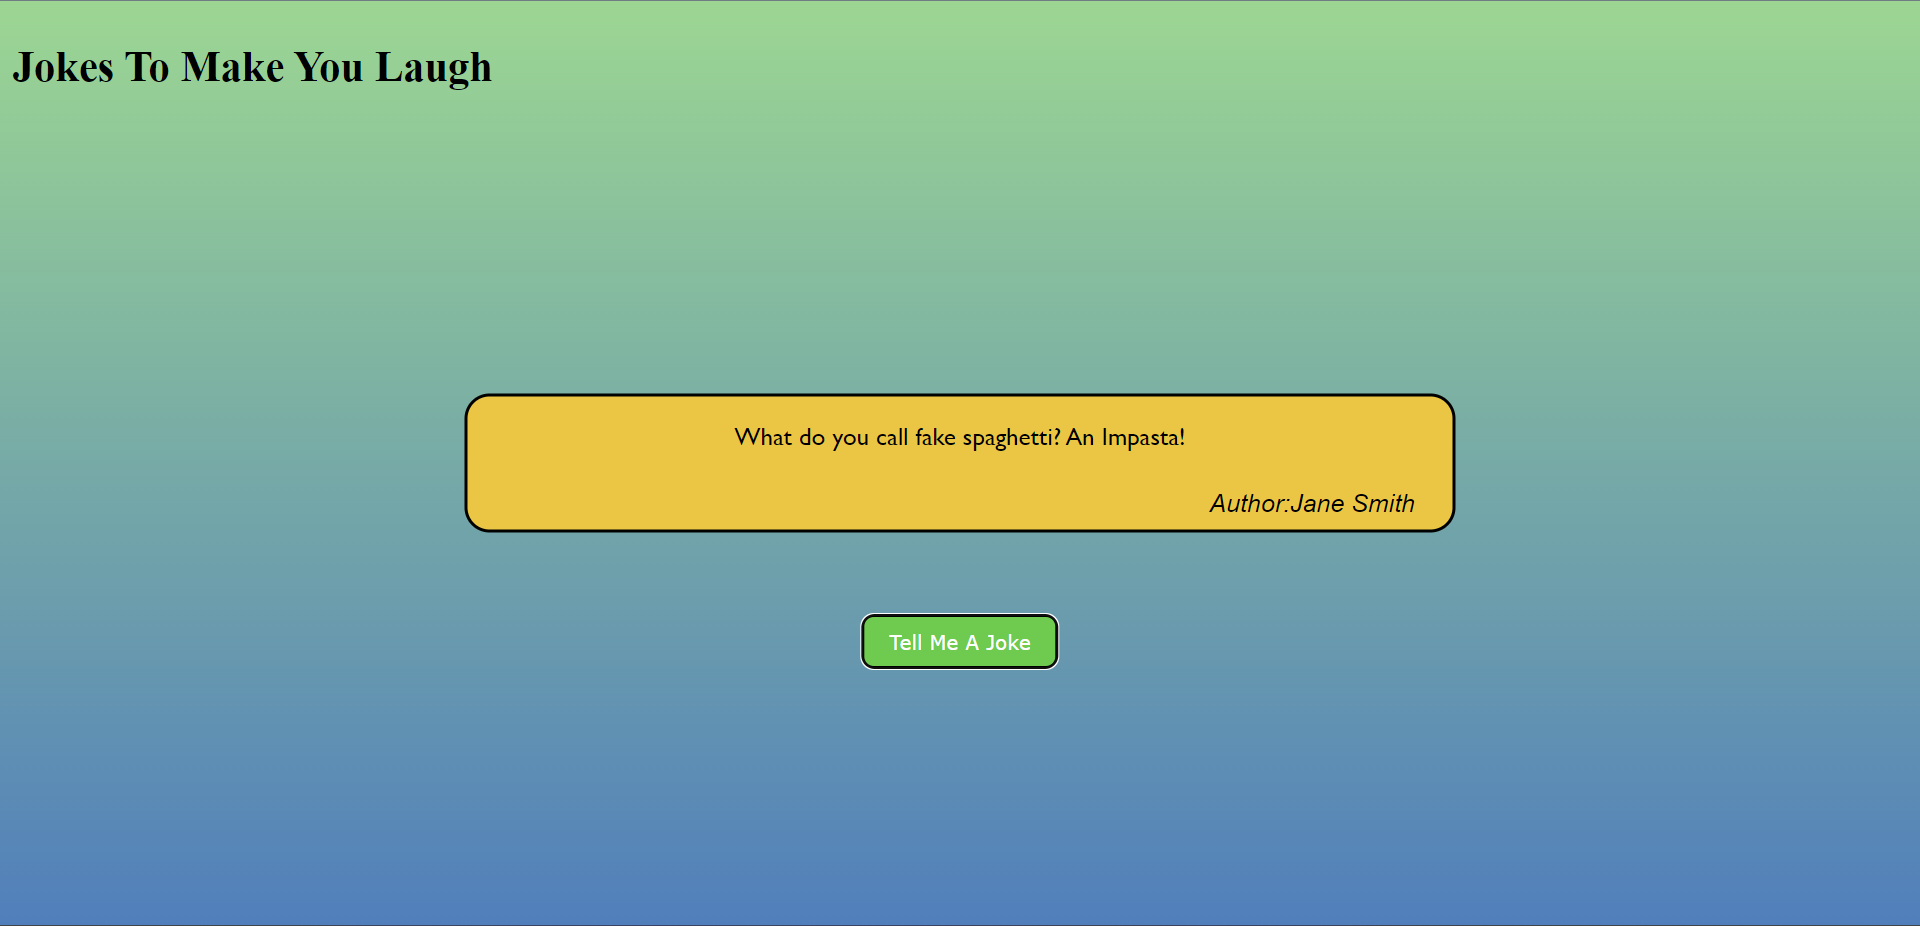 Jokes To Make You Laugh
What do you call fake spaghetti? An Impasta!
Author:Jane Smith
Tell Me A Joke